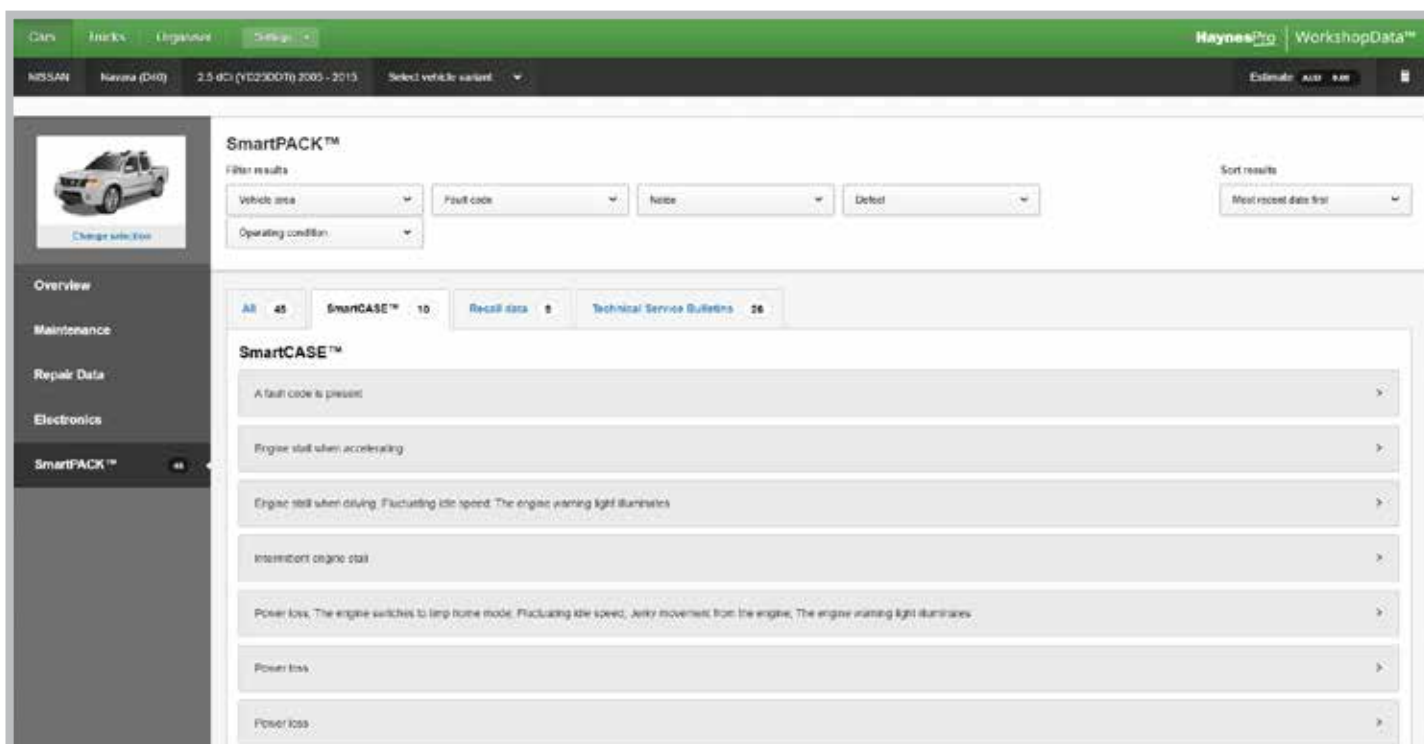 Cars Trucks Organiser Settings HaynesPro WorkshopData™
NISSAN Navara (D40) 2.5 dCi (YD25DDTi) 2005 - 2015 Select vehicle variant Estimate AUD 0.00
SmartPACK™
Filter results Sort results
Vehicle area Fault code Noise Defect Most recent date first
Operating condition
Change selection
Overview
Maintenance
Repair Data
Electronics
SmartPACK™ 45
All 45 SmartCASE™ 10 Recall data 9 Technical Service Bulletins 26
SmartCASE™
A fault code is present
Engine stall when accelerating
Engine stall when driving, Fluctuating idle speed, The engine warning light illuminates
Intermittent engine stall
Power loss, The engine switches to limp home mode, Fluctuating idle speed, Jerky movement from the engine, The engine warning light illuminates
Power loss
Power loss